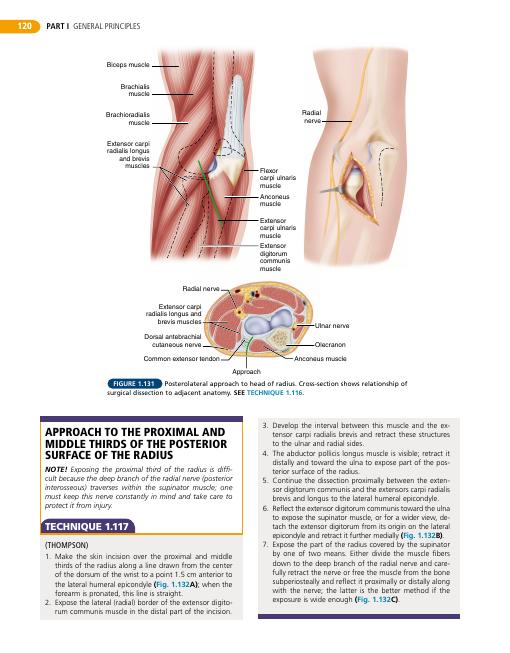 120 PART I GENERAL PRINCIPLES
Biceps muscle
Brachialis
muscle
Brachioradialis
muscle
Extensor carpi
radialis longus
and brevis
muscles
Flexor
carpi ulnaris
muscle
Anconeus
muscle
Extensor
carpi ulnaris
muscle
Extensor
digitorum
communis
muscle
Radial
nerve
Radial nerve
Extensor carpi
radialis longus and
brevis muscles
Dorsal antebrachial
cutaneous nerve
Common extensor tendon
Approach
Ulnar nerve
Olecranon
Anconeus muscle
FIGURE 1.131 Posterolateral approach to head of radius. Cross-section shows relationship of
surgical dissection to adjacent anatomy. SEE TECHNIQUE 1.116.
APPROACH TO THE PROXIMAL AND
MIDDLE THIRDS OF THE POSTERIOR
SURFACE OF THE RADIUS
NOTE! Exposing the proximal third of the radius is diffi-
cult because the deep branch of the radial nerve (posterior
interosseous) traverses within the supinator muscle; one
must keep this nerve constantly in mind and take care to
protect it from injury.
TECHNIQUE 1.117
(THOMPSON)
1. Make the skin incision over the proximal and middle
thirds of the radius along a line drawn from the center
of the dorsum of the wrist to a point 1.5 cm anterior to
the lateral humeral epicondyle (Fig. 1.132A); when the
forearm is pronated, this line is straight.
2. Expose the lateral (radial) border of the extensor digito-
rum communis muscle in the distal part of the incision.
3. Develop the interval between this muscle and the ex-
tensor carpi radialis brevis and retract these structures
to the ulnar and radial sides.
4. The abductor pollicis longus muscle is visible; retract it
distally and toward the ulna to expose part of the pos-
terior surface of the radius.
5. Continue the dissection proximally between the exten-
sor digitorum communis and the extensors carpi radialis
brevis and longus to the lateral humeral epicondyle.
6. Reflect the extensor digitorum communis toward the ulna
to expose the supinator muscle, or for a wider view, de-
tach the extensor digitorum from its origin on the lateral
epicondyle and retract it further medially (Fig. 1.132B).
7. Expose the part of the radius covered by the supinator
by one of two means. Either divide the muscle fibers
down to the deep branch of the radial nerve and care-
fully retract the nerve or free the muscle from the bone
subperiosteally and reflect it proximally or distally along
with the nerve; the latter is the better method if the
exposure is wide enough (Fig. 1.132C).